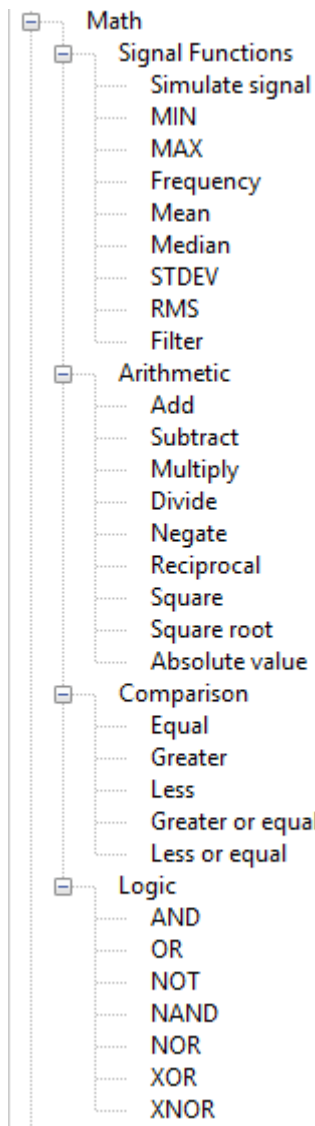 Math
Signal Functions
Simulate signal
MIN
MAX
Frequency
Mean
Median
STDEV
RMS
Filter
Arithmetic
Add
Subtract
Multiply
Divide
Negate
Reciprocal
Square
Square root
Absolute value
Comparison
Equal
Greater
Less
Greater or equal
Less or equal
Logic
AND
OR
NOT
NAND
NOR
XOR
XNOR